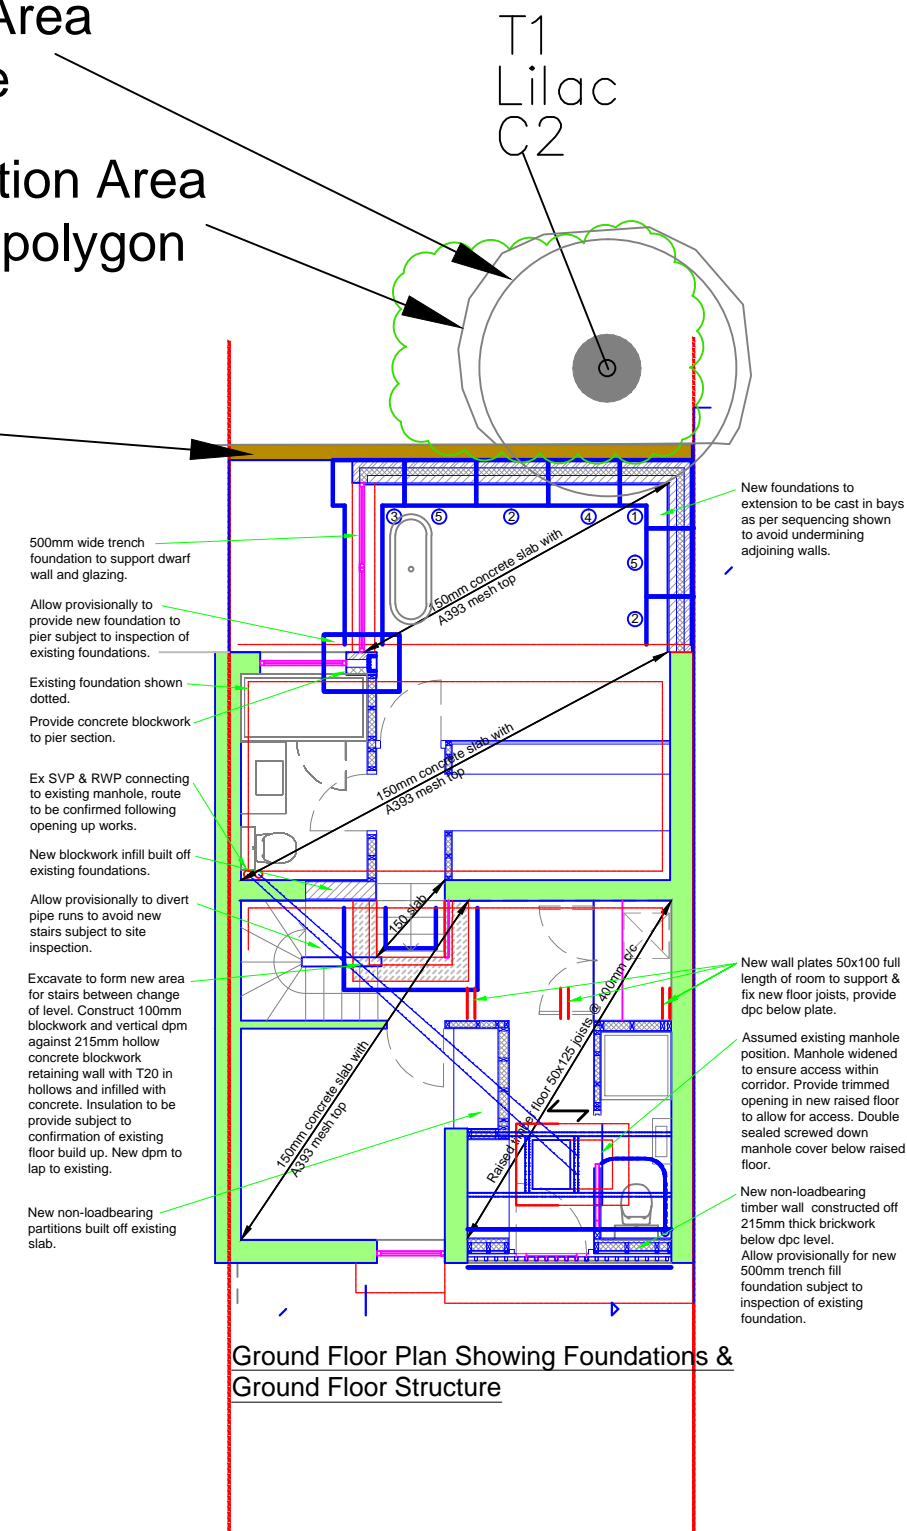 Area
e
tion Area
polygon
T1
Lilac
C2
500mm wide trench
foundation to support dwarf
wall and glazing.
Allow provisionally to
provide new foundation to
pier subject to inspection of
existing foundations.
Existing foundation shown
dotted.
Provide concrete blockwork
to pier section.
Ex SVP & RWP connecting
to existing manhole, route
to be confirmed following
opening up works.
New blockwork infill built off
existing foundations.
Allow provisionally to divert
pipe runs to avoid new
stairs subject to site
inspection.
Excavate to form new area
for stairs between change
of level. Construct 100mm
blockwork and vertical dpm
against 215mm hollow
concrete blockwork
retaining wall with T20 in
hollows and infilled with
concrete. Insulation to be
provide subject to
confirmation of existing
floor build up. New dpm to
lap to existing.
New non-loadbearing
partitions built off existing
slab.
3
5
2
4
1
5
2
150mm concrete slab with
A393 mesh top
150mm concrete slab with
A393 mesh top
150 slab
150mm concrete slab with
A393 mesh top
Raised timber floor 50x125 joists @ 400mm c/c
New foundations to
extension to be cast in bays
as per sequencing shown
to avoid undermining
adjoining walls.
New wall plates 50x100 full
length of room to support &
fix new floor joists, provide
dpc below plate.
Assumed existing manhole
position. Manhole widened
to ensure access within
corridor. Provide trimmed
opening in new raised floor
to allow for access. Double
sealed screwed down
manhole cover below raised
floor.
New non-loadbearing
timber wall constructed off
215mm thick brickwork
below dpc level.
Allow provisionally for new
500mm trench fill
foundation subject to
inspection of existing
foundation.
Ground Floor Plan Showing Foundations &
Ground Floor Structure